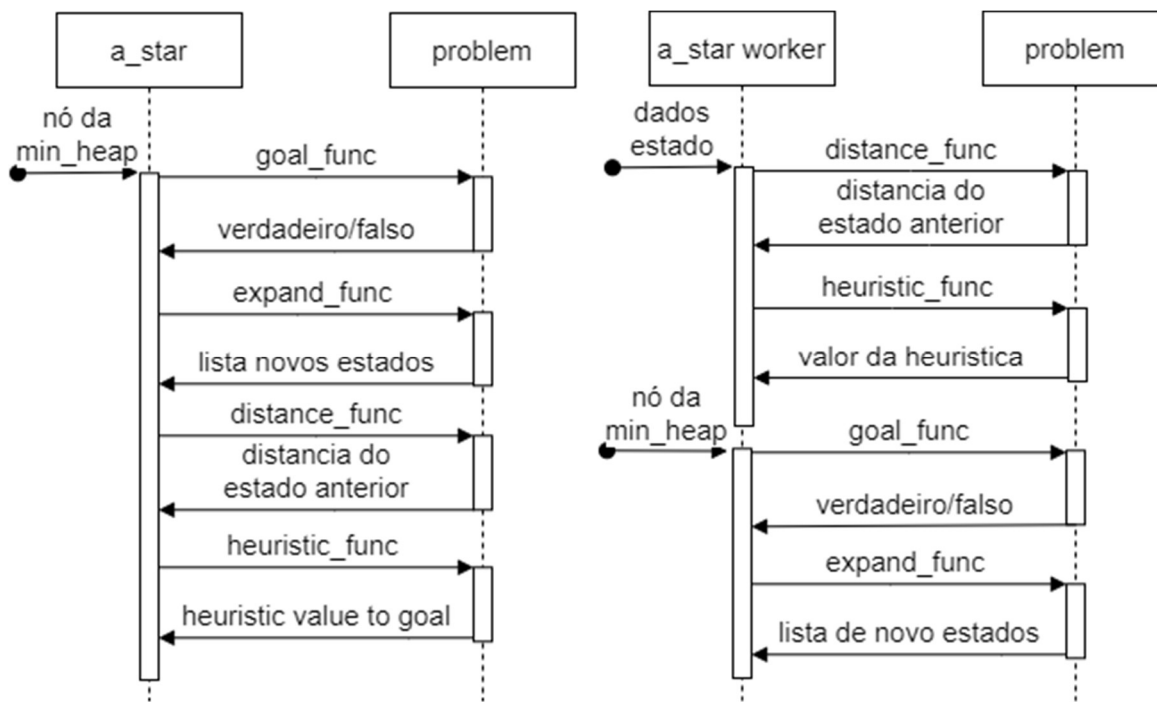 a_star
problem
nó da
min_heap
goal_func
verdadeiro/falso
expand_func
lista novos estados
distance_func
distancia do
estado anterior
heuristic_func
heuristic value to goal
a_star worker
problem
dados
estado
distance_func
distancia do
estado anterior
heuristic_func
valor da heuristica
nó da
min_heap
goal_func
verdadeiro/falso
expand_func
lista de novo estados